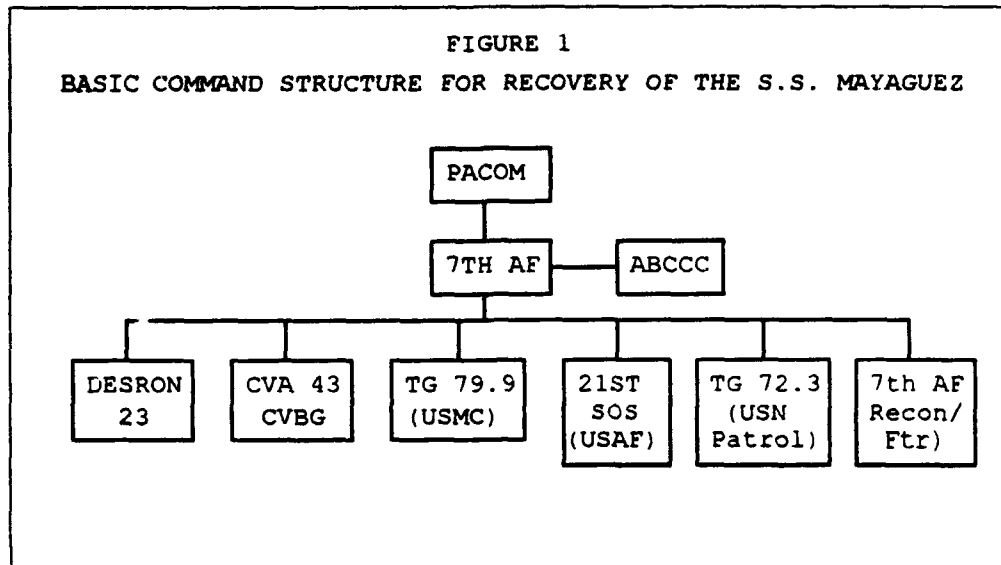 FIGURE 1
BASIC COMMAND STRUCTURE FOR RECOVERY OF THE S.S. MAYAGUEZ
PACOM
7TH AF
ABCCC
DESRON
23
CVA 43
CVBG
TG 79.9
(USMC)
21ST
SOS
(USAF)
TG 72.3
(USN
Patrol)
7th AF
Recon/
Ftr)